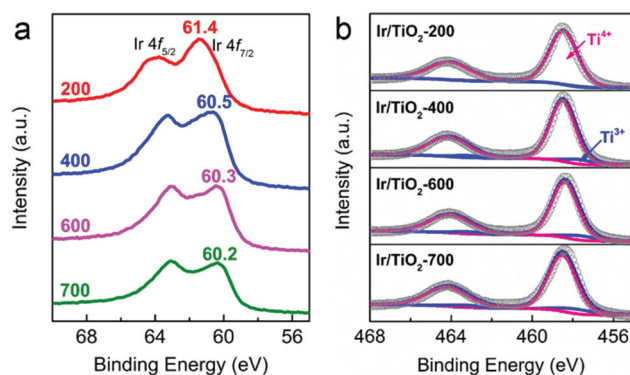 a
61.4
Ir 4f5/2
Ir 4f7/2
200
60.5
400
60.3
600
60.2
700
68 64 60 56
Binding Energy (eV)
Intensity (a.u.)
b
Ir/TiO2-200
Ti4+
Ir/TiO2-400
Ti3+
Ir/TiO2-600
Ir/TiO2-700
468 464 460 456
Binding Energy (eV)
Intensity (a.u.)